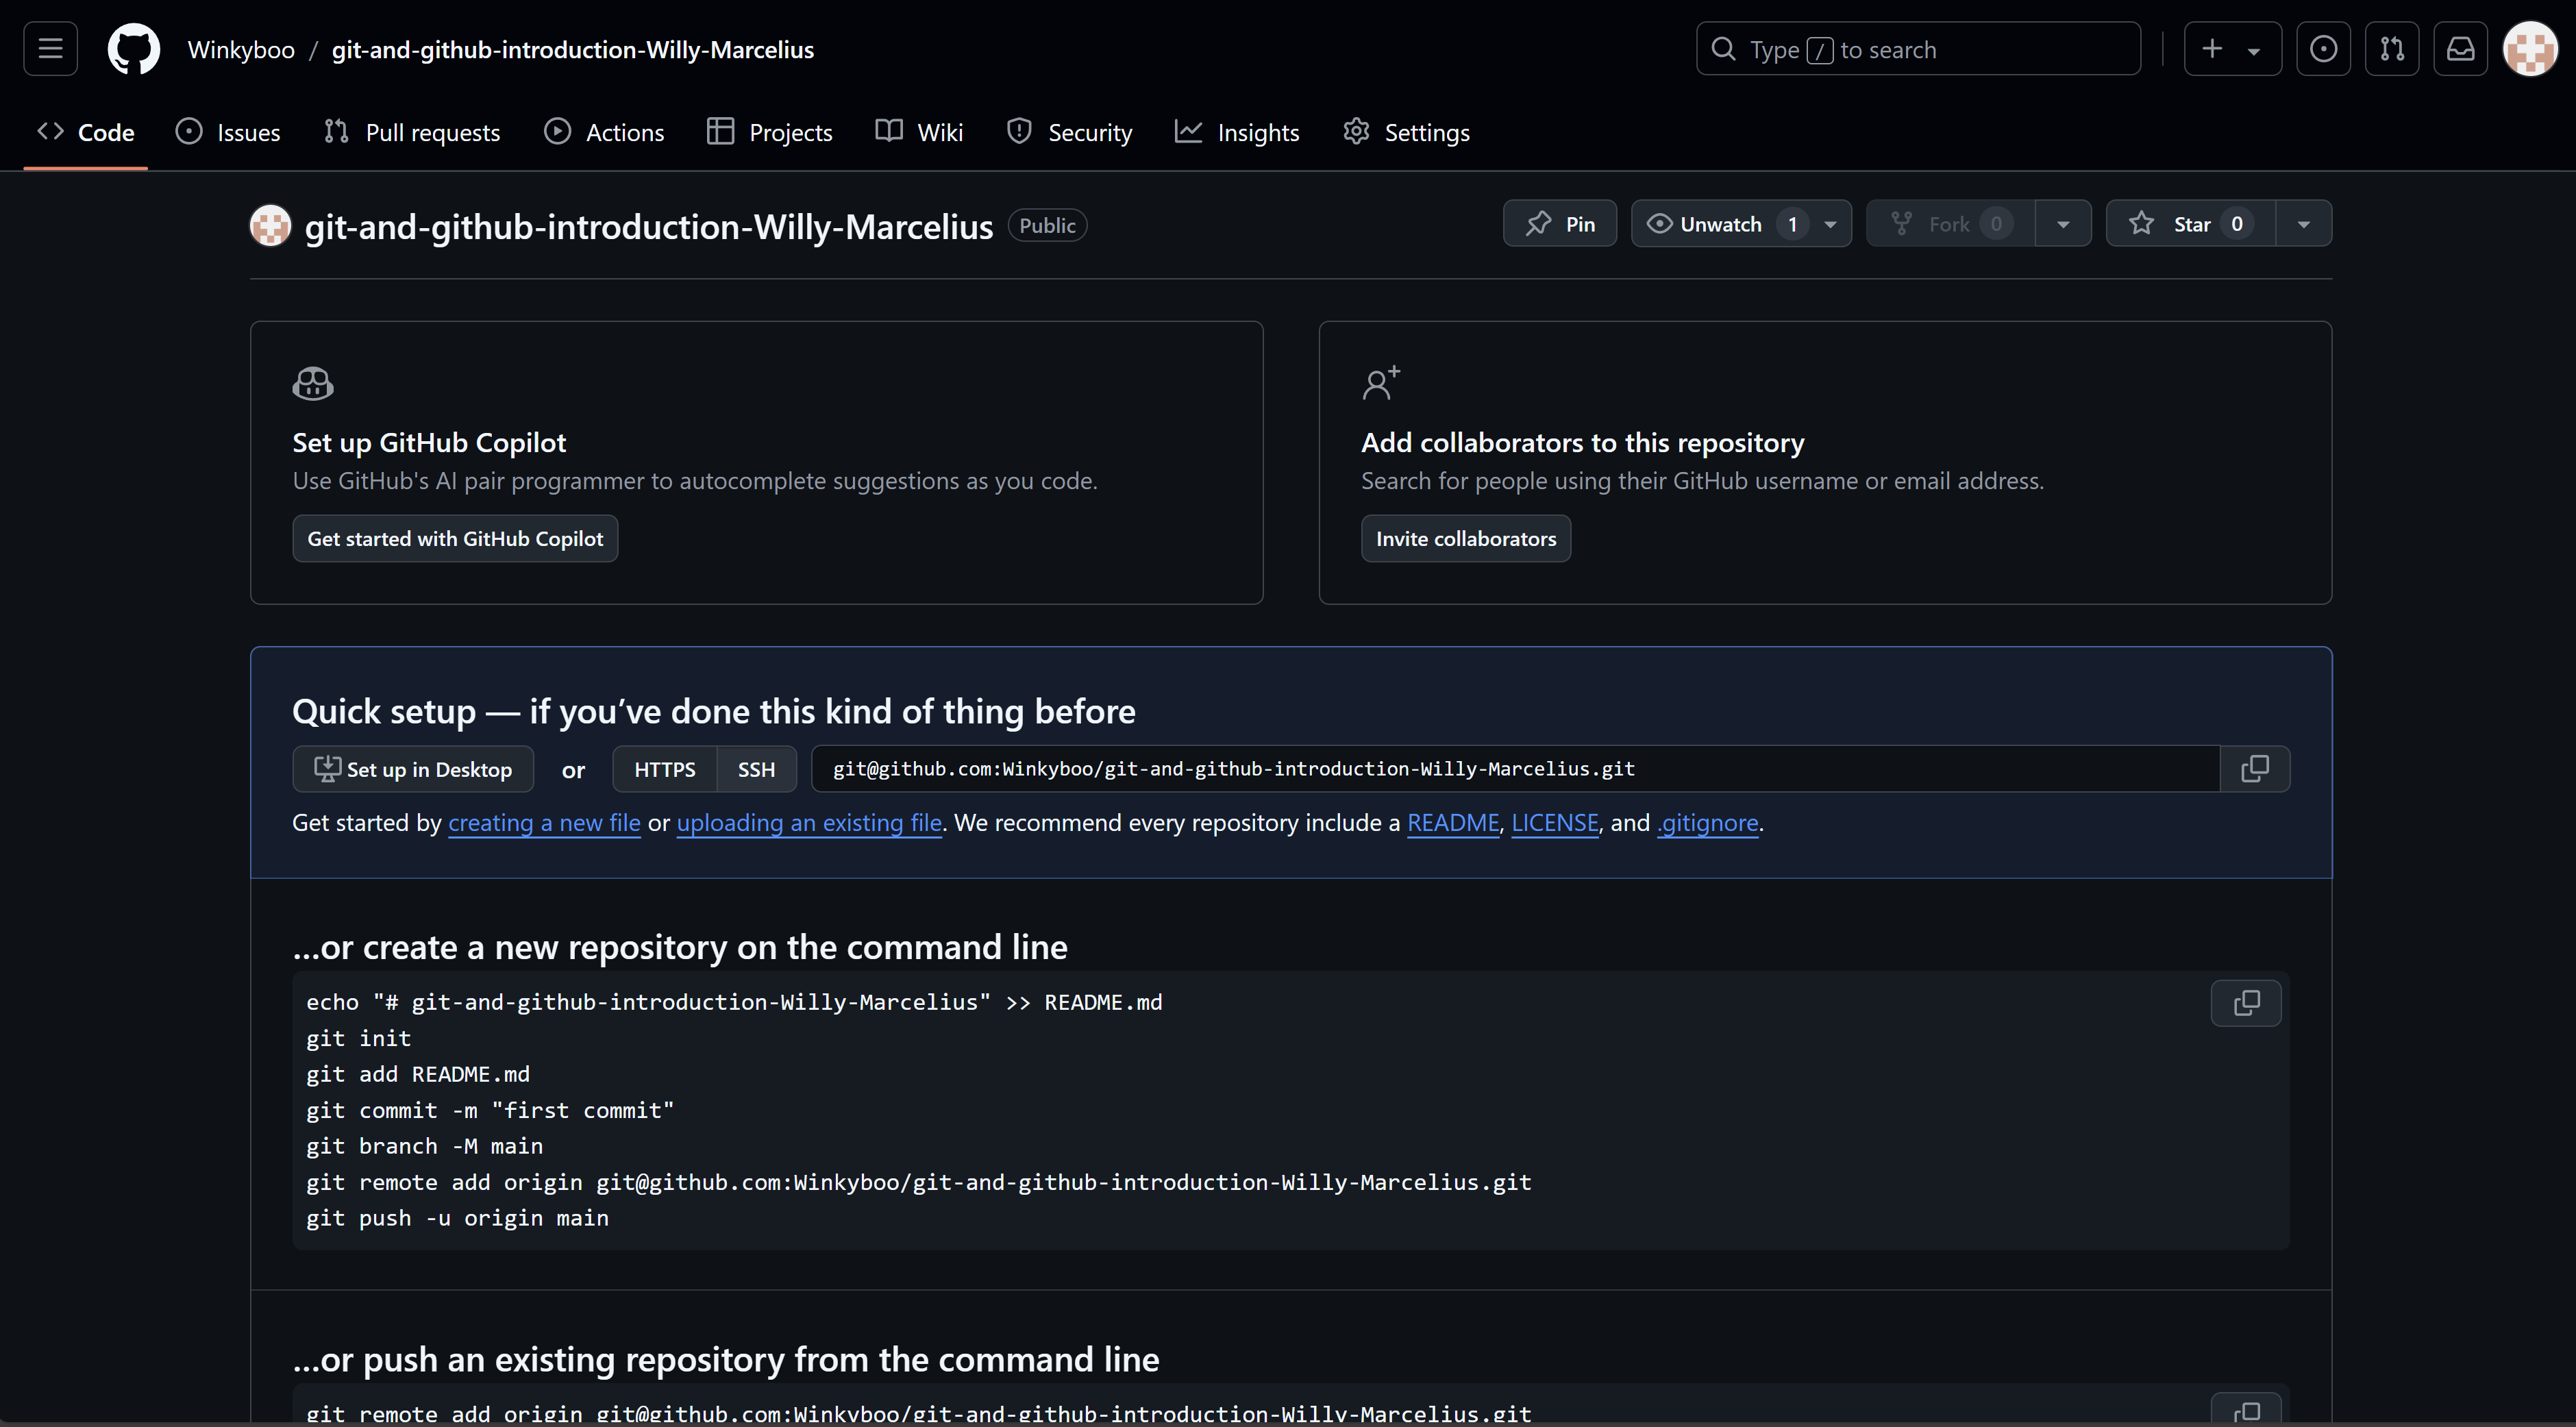 Winkyboo / git-and-github-introduction-Willy-Marcelius
Type / to search
Code Issues Pull requests Actions Projects Wiki Security Insights Settings
git-and-github-introduction-Willy-Marcelius Public
Pin Unwatch 1 Fork 0 Star 0
Set up GitHub Copilot
Use GitHub's AI pair programmer to autocomplete suggestions as you code.
Get started with GitHub Copilot
Add collaborators to this repository
Search for people using their GitHub username or email address.
Invite collaborators
Quick setup — if you’ve done this kind of thing before
Set up in Desktop or HTTPS SSH git@github.com:Winkyboo/git-and-github-introduction-Willy-Marcelius.git
Get started by creating a new file or uploading an existing file. We recommend every repository include a README, LICENSE, and .gitignore.
…or create a new repository on the command line
echo "# git-and-github-introduction-Willy-Marcelius" >> README.md
git init
git add README.md
git commit -m "first commit"
git branch -M main
git remote add origin git@github.com:Winkyboo/git-and-github-introduction-Willy-Marcelius.git
git push -u origin main
…or push an existing repository from the command line
git remote add origin git@github.com:Winkyboo/git-and-github-introduction-Willy-Marcelius.git